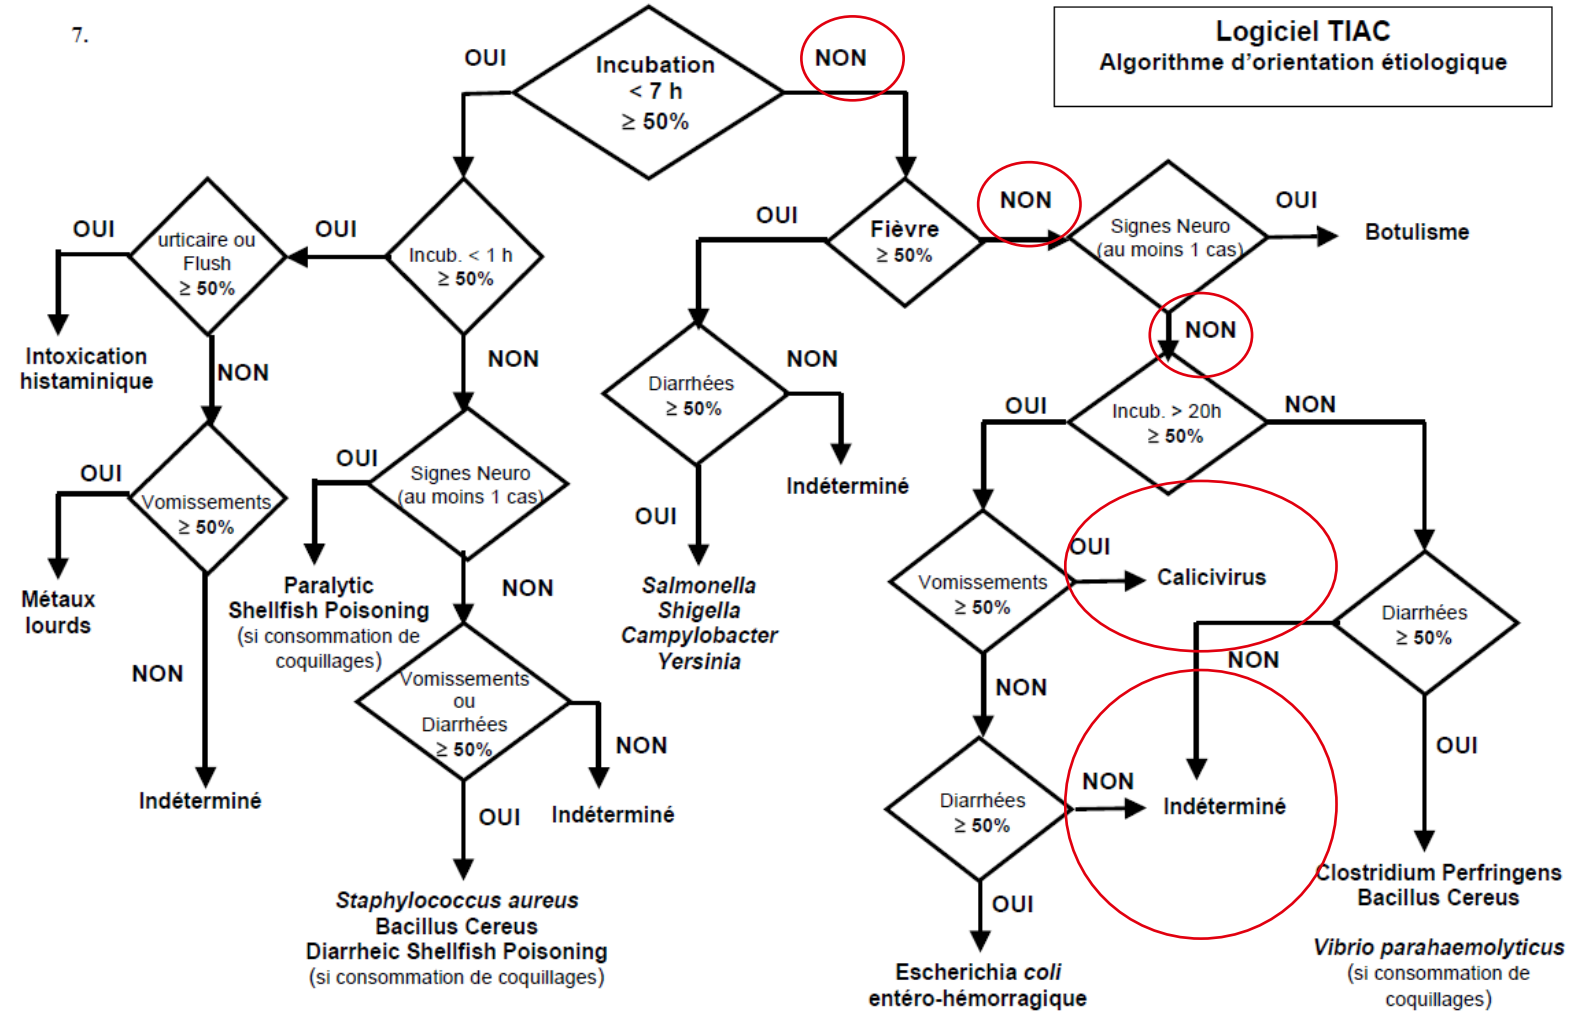 7.
Logiciel TIAC
Algorithme d'orientation étiologique
OUI
Incubation
< 7 h
≥ 50%
NON
OUI
urticaire ou
Flush
≥ 50%
OUI
Incub. < 1 h
≥ 50%
OUI
Fièvre
≥ 50%
NON
Signes Neuro
(au moins 1 cas)
OUI
Botulisme
Intoxication
histaminique
NON
NON
Diarrhées
≥ 50%
NON
Indéterminé
NON
OUI
Incub. > 20h
≥ 50%
NON
OUI
Vomissements
≥ 50%
OUI
Signes Neuro
(au moins 1 cas)
OUI
Métaux
lourds
Paralytic
Shellfish Poisoning
(si consommation de
coquillages)
NON
Salmonella
Shigella
Campylobacter
Yersinia
Vomissements
≥ 50%
OUI
Calicivirus
Diarrhées
≥ 50%
NON
NON
Vomissements
ou
Diarrhées
≥ 50%
NON
NON
OUI
Indéterminé
OUI
Indéterminé
Diarrhées
≥ 50%
NON
Indéterminé
Staphylococcus aureus
Bacillus Cereus
Diarrheic Shellfish Poisoning
(si consommation de coquillages)
OUI
Escherichia coli
entéro-hémorragique
Clostridium Perfringens
Bacillus Cereus
Vibrio parahaemolyticus
(si consommation de
coquillages)